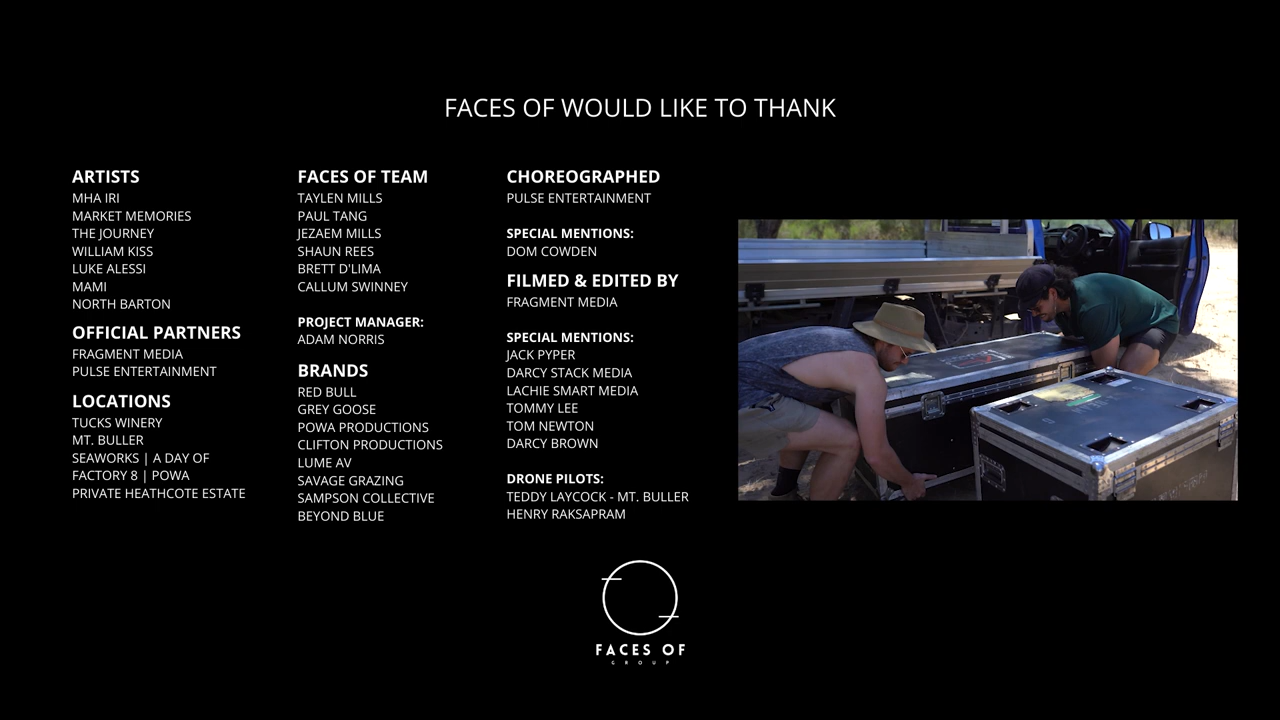 FACES OF WOULD LIKE TO THANK
ARTISTS
MHA IRI
MARKET MEMORIES
THE JOURNEY
WILLIAM KISS
LUKE ALESSI
MAMI
NORTH BARTON
OFFICIAL PARTNERS
FRAGMENT MEDIA
PULSE ENTERTAINMENT
LOCATIONS
TUCKS WINERY
MT. BULLER
SEAWORKS | A DAY OF
FACTORY 8 | POWA
PRIVATE HEATHCOTE ESTATE
FACES OF TEAM
TAYLEN MILLS
PAUL TANG
JEZAEM MILLS
SHAUN REES
BRETT D'LIMA
CALLUM SWINNEY
PROJECT MANAGER:
ADAM NORRIS
BRANDS
RED BULL
GREY GOOSE
POWA PRODUCTIONS
CLIFTON PRODUCTIONS
LUME AV
SAVAGE GRAZING
SAMPSON COLLECTIVE
BEYOND BLUE
CHOREOGRAPHED
PULSE ENTERTAINMENT
SPECIAL MENTIONS:
DOM COWDEN
FILMED & EDITED BY
FRAGMENT MEDIA
SPECIAL MENTIONS:
JACK PYPER
DARCY STACK MEDIA
LACHIE SMART MEDIA
TOMMY LEE
TOM NEWTON
DARCY BROWN
DRONE PILOTS:
TEDDY LAYCOCK - MT. BULLER
HENRY RAKSAPRAM
FACES OF
GROUP